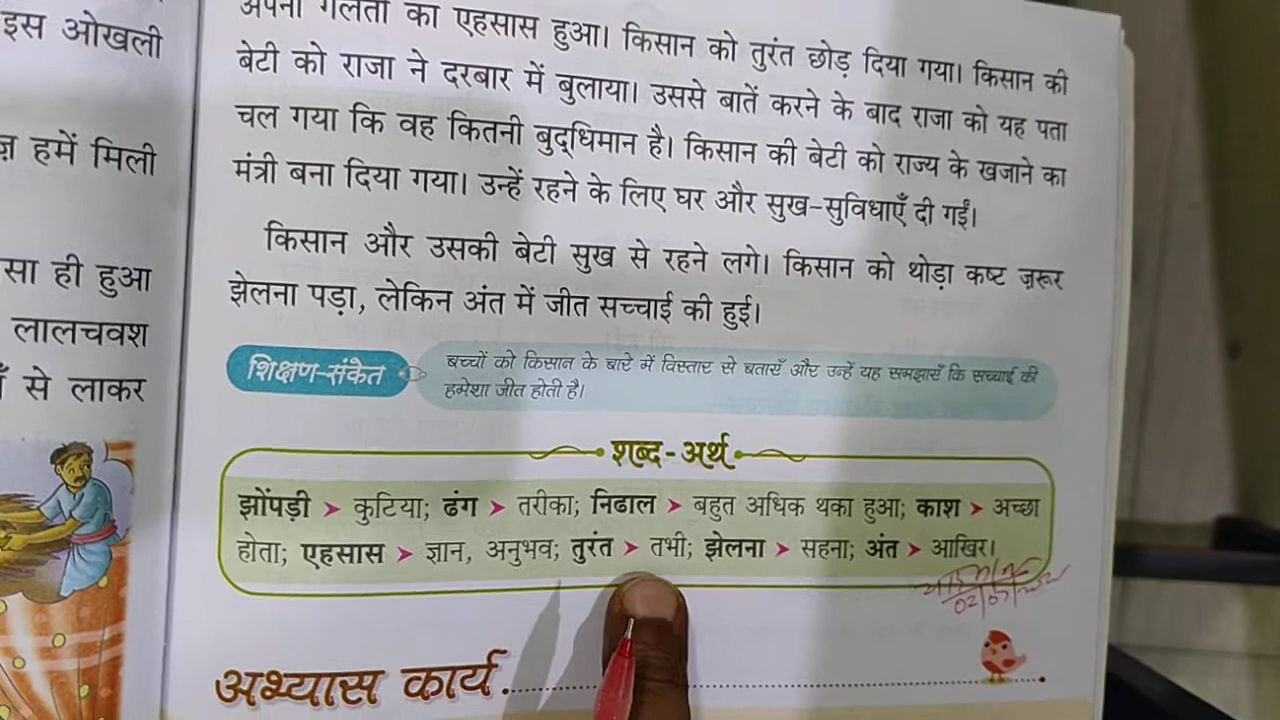 इस ओखली
ज़ हमें मिली
सा ही हुआ
लालचवश
से लाकर
अपनी गलती का एहसास हुआ। किसान को तुरंत छोड़ दिया गया। किसान की
बेटी को राजा ने दरबार में बुलाया। उससे बातें करने के बाद राजा को यह पता
चल गया कि वह कितनी बुद्धिमान है। किसान की बेटी को राज्य के खजाने का
मंत्री बना दिया गया। उन्हें रहने के लिए घर और सुख-सुविधाएँ दी गईं।
किसान और उसकी बेटी सुख से रहने लगे। किसान को थोड़ा कष्ट ज़रूर
झेलना पड़ा, लेकिन अंत में जीत सच्चाई की हुई।
शिक्षण-संकेत
बच्चों को किसान के बारे में विस्तार से बताएँ और उन्हें यह समझाएँ कि सच्चाई की
हमेशा जीत होती है।
शब्द-अर्थ
झोंपड़ी ➤ कुटिया; ढंग ➤ तरीका; निढाल ➤ बहुत अधिक थका हुआ; काश ➤ अच्छा
होता; एहसास ➤ ज्ञान, अनुभव; तुरंत ➤ तभी; झेलना ➤ सहना; अंत ➤ आखिर।
अभ्यास कार्य